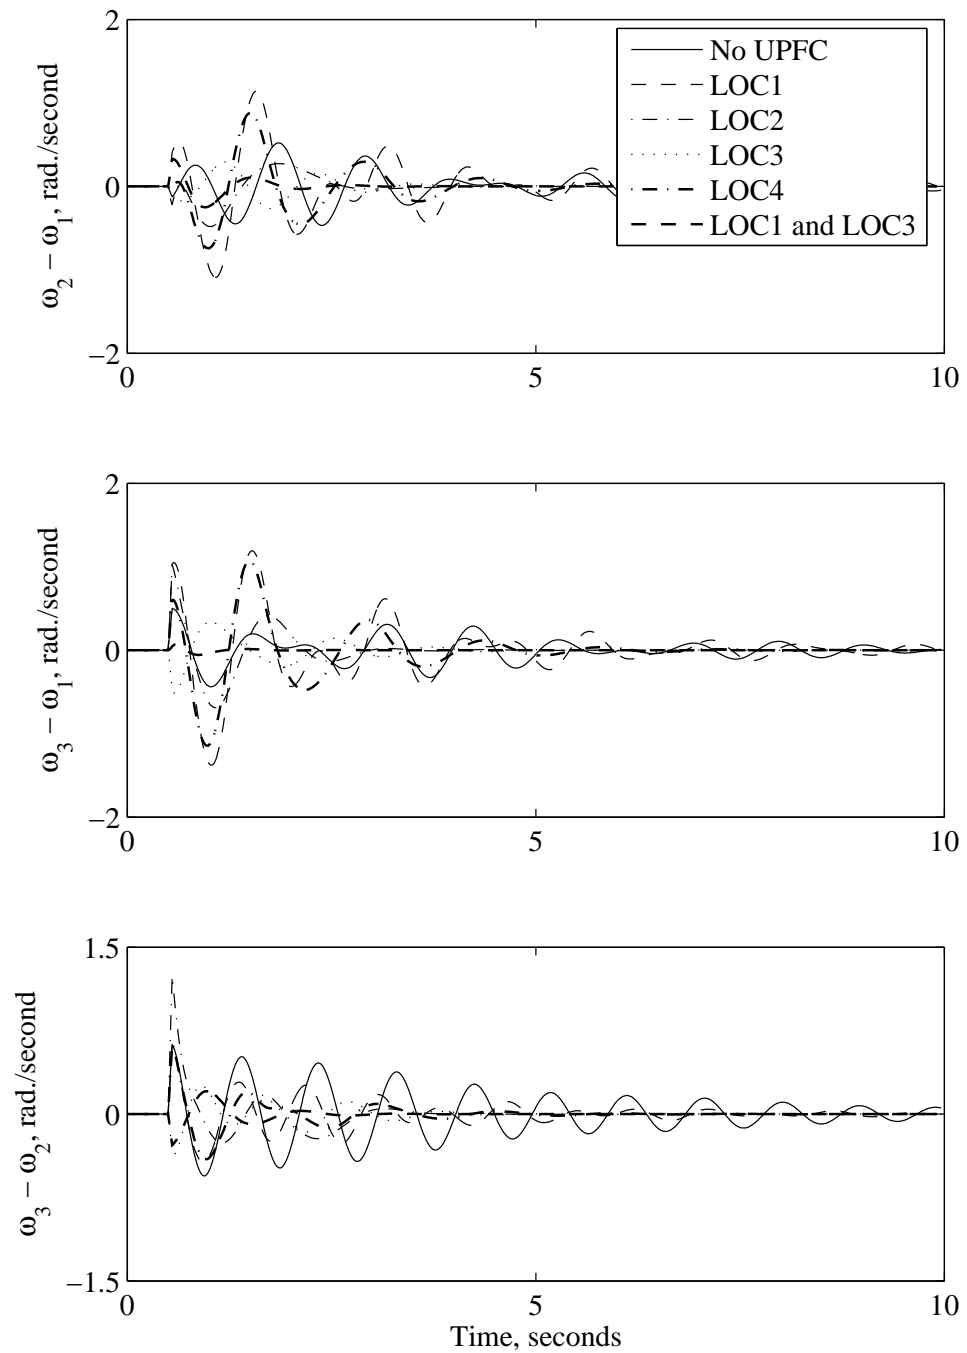 2
0
−2
ω2 − ω1, rad./second
No UPFC
LOC1
LOC2
LOC3
LOC4
LOC1 and LOC3
0
5
10
2
0
−2
ω3 − ω1, rad./second
0
5
10
1.5
0
−1.5
ω3 − ω2, rad./second
0
5
10
Time, seconds